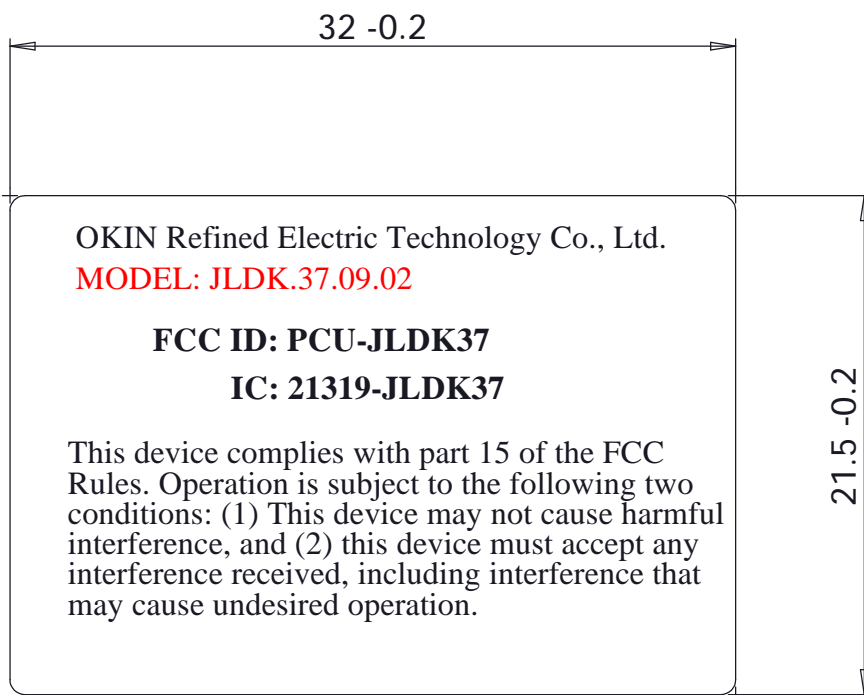 32 -0.2
OKIN Refined Electric Technology Co., Ltd.
MODEL: JLDK.37.09.02
FCC ID: PCU-JLDK37
IC: 21319-JLDK37
21.5 -0.2
This device complies with part 15 of the FCC
Rules. Operation is subject to the following two
conditions: (1) This device may not cause harmful
interference, and (2) this device must accept any
interference received, including interference that
may cause undesired operation.